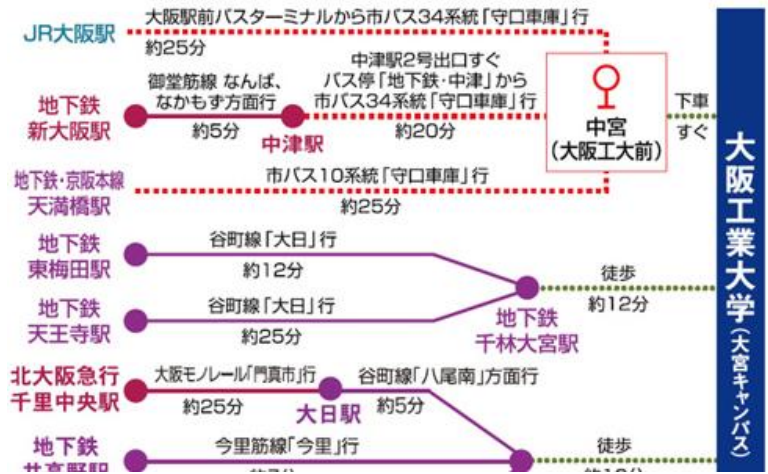 大阪駅前バスターミナルから市バス34系統「守口車庫」行
JR大阪駅
約25分
御堂筋線 なんば、
なかもず方面行
中津駅2号出口すぐ
バス停「地下鉄・中津」から
市バス34系統「守口車庫」行
地下鉄
新大阪駅
約5分
中津駅
約20分
中宮
(大阪工大前)
下車
すぐ
地下鉄・京阪本線
天満橋駅
市バス10系統「守口車庫」行
約25分
地下鉄
東梅田駅
谷町線「大日」行
約12分
地下鉄
天王寺駅
谷町線「大日」行
約25分
地下鉄
千林大宮駅
徒歩
約12分
北大阪急行
千里中央駅
大阪モノレール「門真市」行
約25分
大日駅
谷町線「八尾南」方面行
約5分
地下鉄
井高野駅
今里筋線「今里」行
徒歩
大阪工業大学(大宮キャンパス)